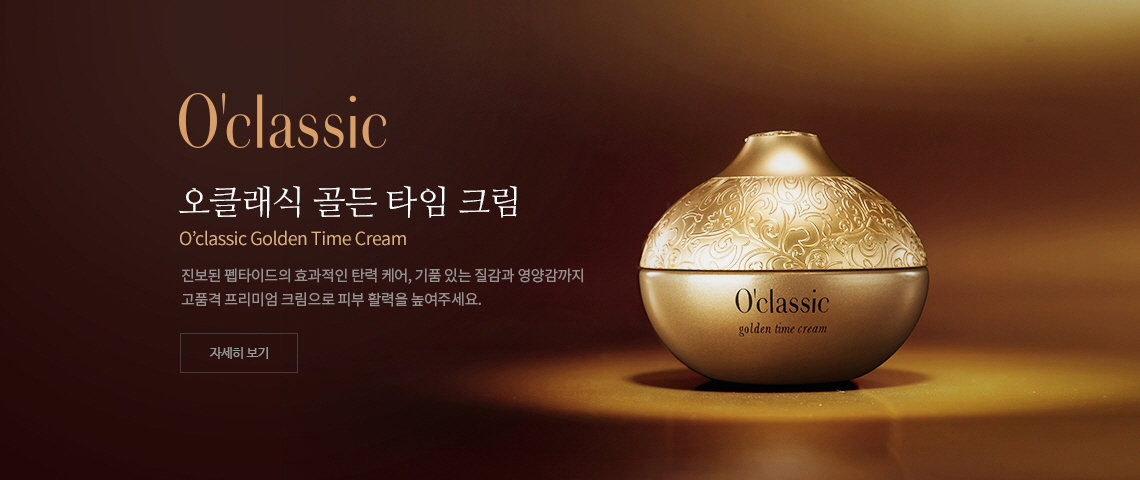 O'classic
오클래식 골든 타임 크림
O’classic Golden Time Cream
진보된 펩타이드의 효과적인 탄력 케어, 기품 있는 질감과 영양감까지
고품격 프리미엄 크림으로 피부 활력을 높여주세요.
자세히 보기
O'classic
golden time cream